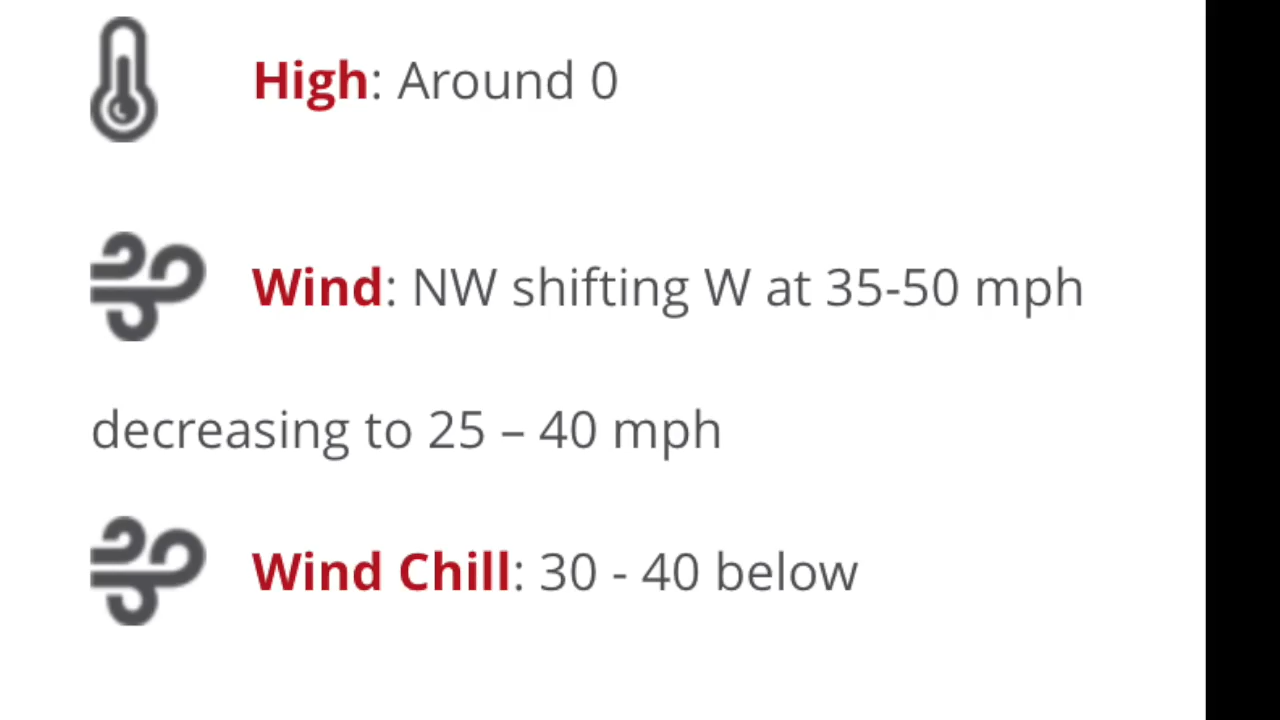 High: Around 0
Wind: NW shifting W at 35-50 mph
decreasing to 25 – 40 mph
Wind Chill: 30 - 40 below